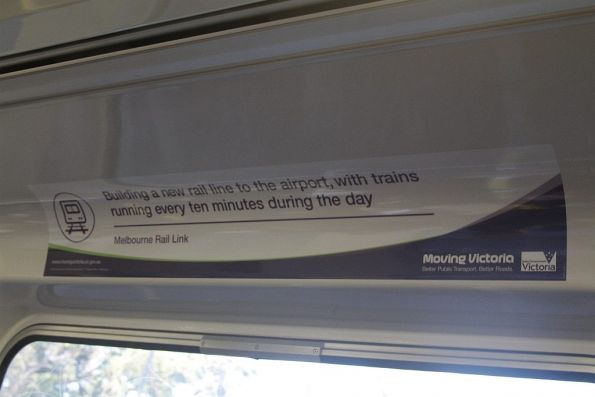 Building a new rail line to the airport, with trains
running every ten minutes during the day
Melbourne Rail Link
Moving Victoria
Better Public Transport. Better Roads.
Victoria